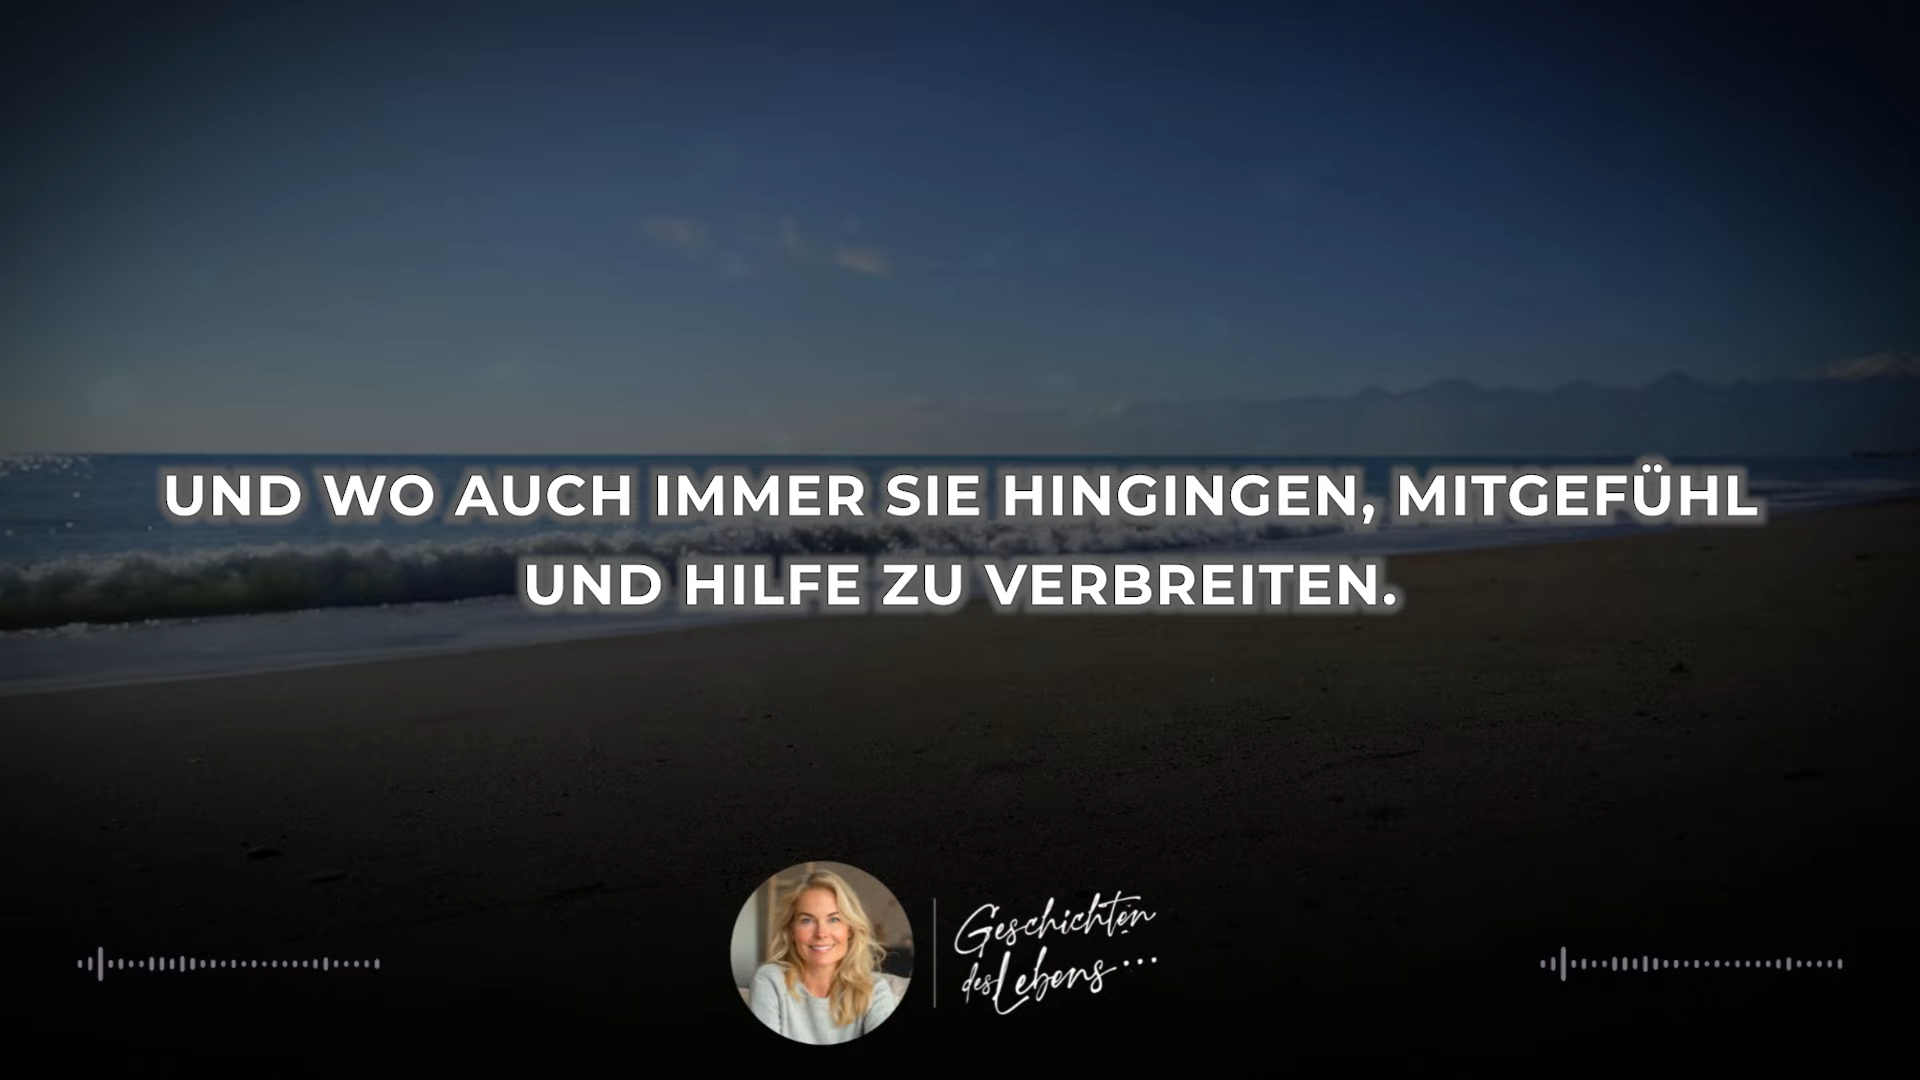 UND WO AUCH IMMER SIE HINGINGEN, MITGEFÜHL
UND HILFE ZU VERBREITEN.
Geschichten
des Lebens...